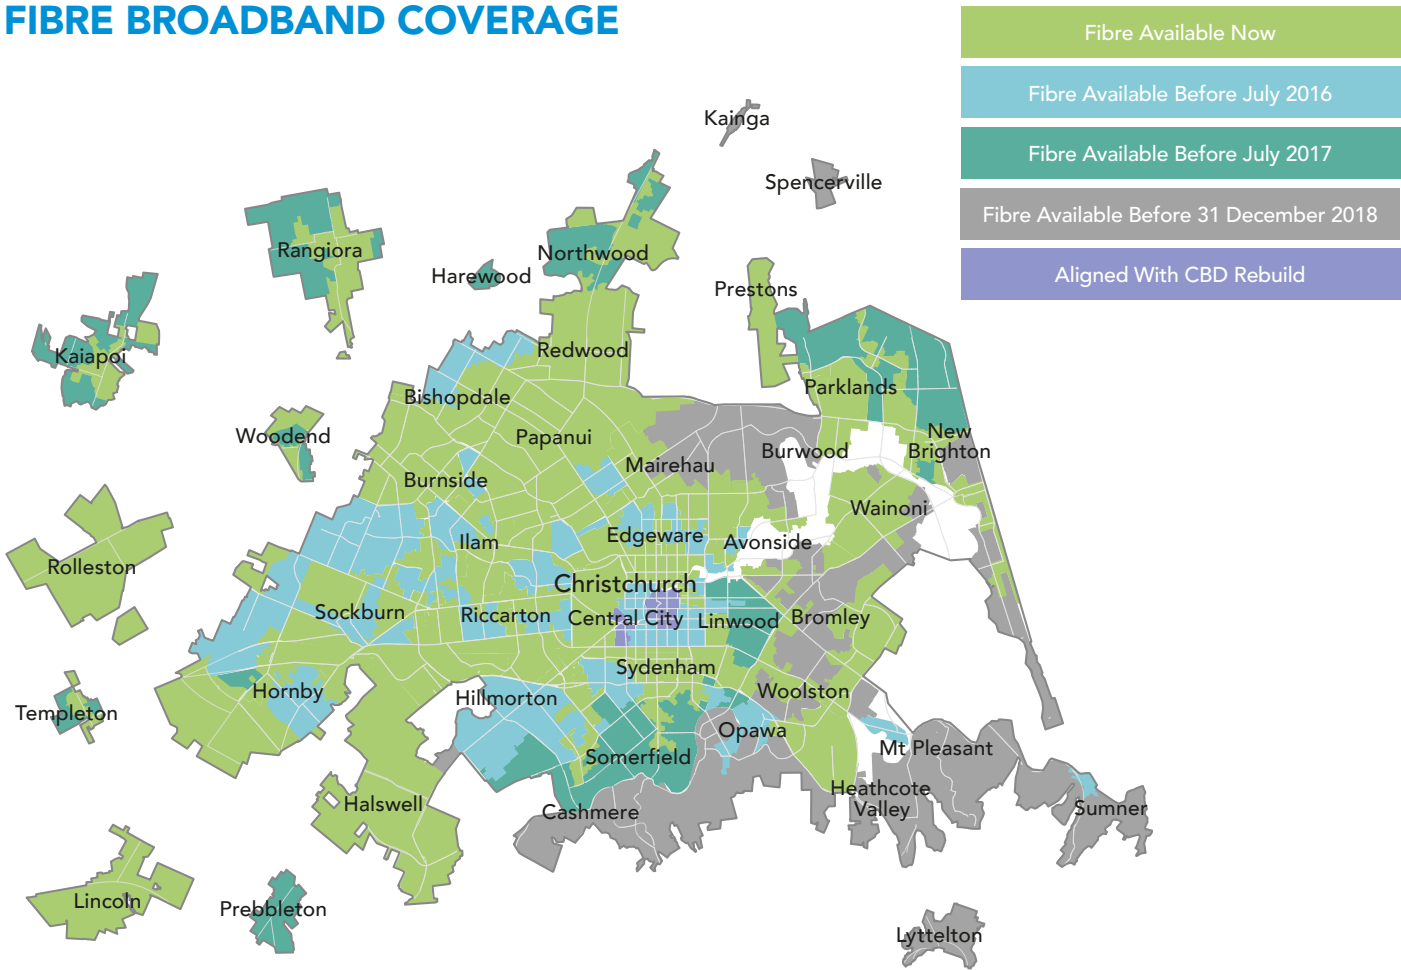 FIBRE BROADBAND COVERAGE
Fibre Available Now
Fibre Available Before July 2016
Fibre Available Before July 2017
Fibre Available Before 31 December 2018
Aligned With CBD Rebuild
Kainga
Spencerville
Rangiora
Northwood
Harewood
Prestons
Kaiapoi
Redwood
Parklands
Bishopdale
Woodend
Papanui
New
Brighton
Burwood
Mairehau
Burnside
Wainoni
Ilam
Edgeware
Avonside
Rolleston
Christchurch
Sockburn
Riccarton
Central City
Linwood
Bromley
Sydenham
Hornby
Hillmorton
Woolston
Templeton
Opawa
Mt Pleasant
Somerfield
Heathcote
Valley
Halswell
Cashmere
Sumner
Lincoln
Prebbleton
Lyttelton